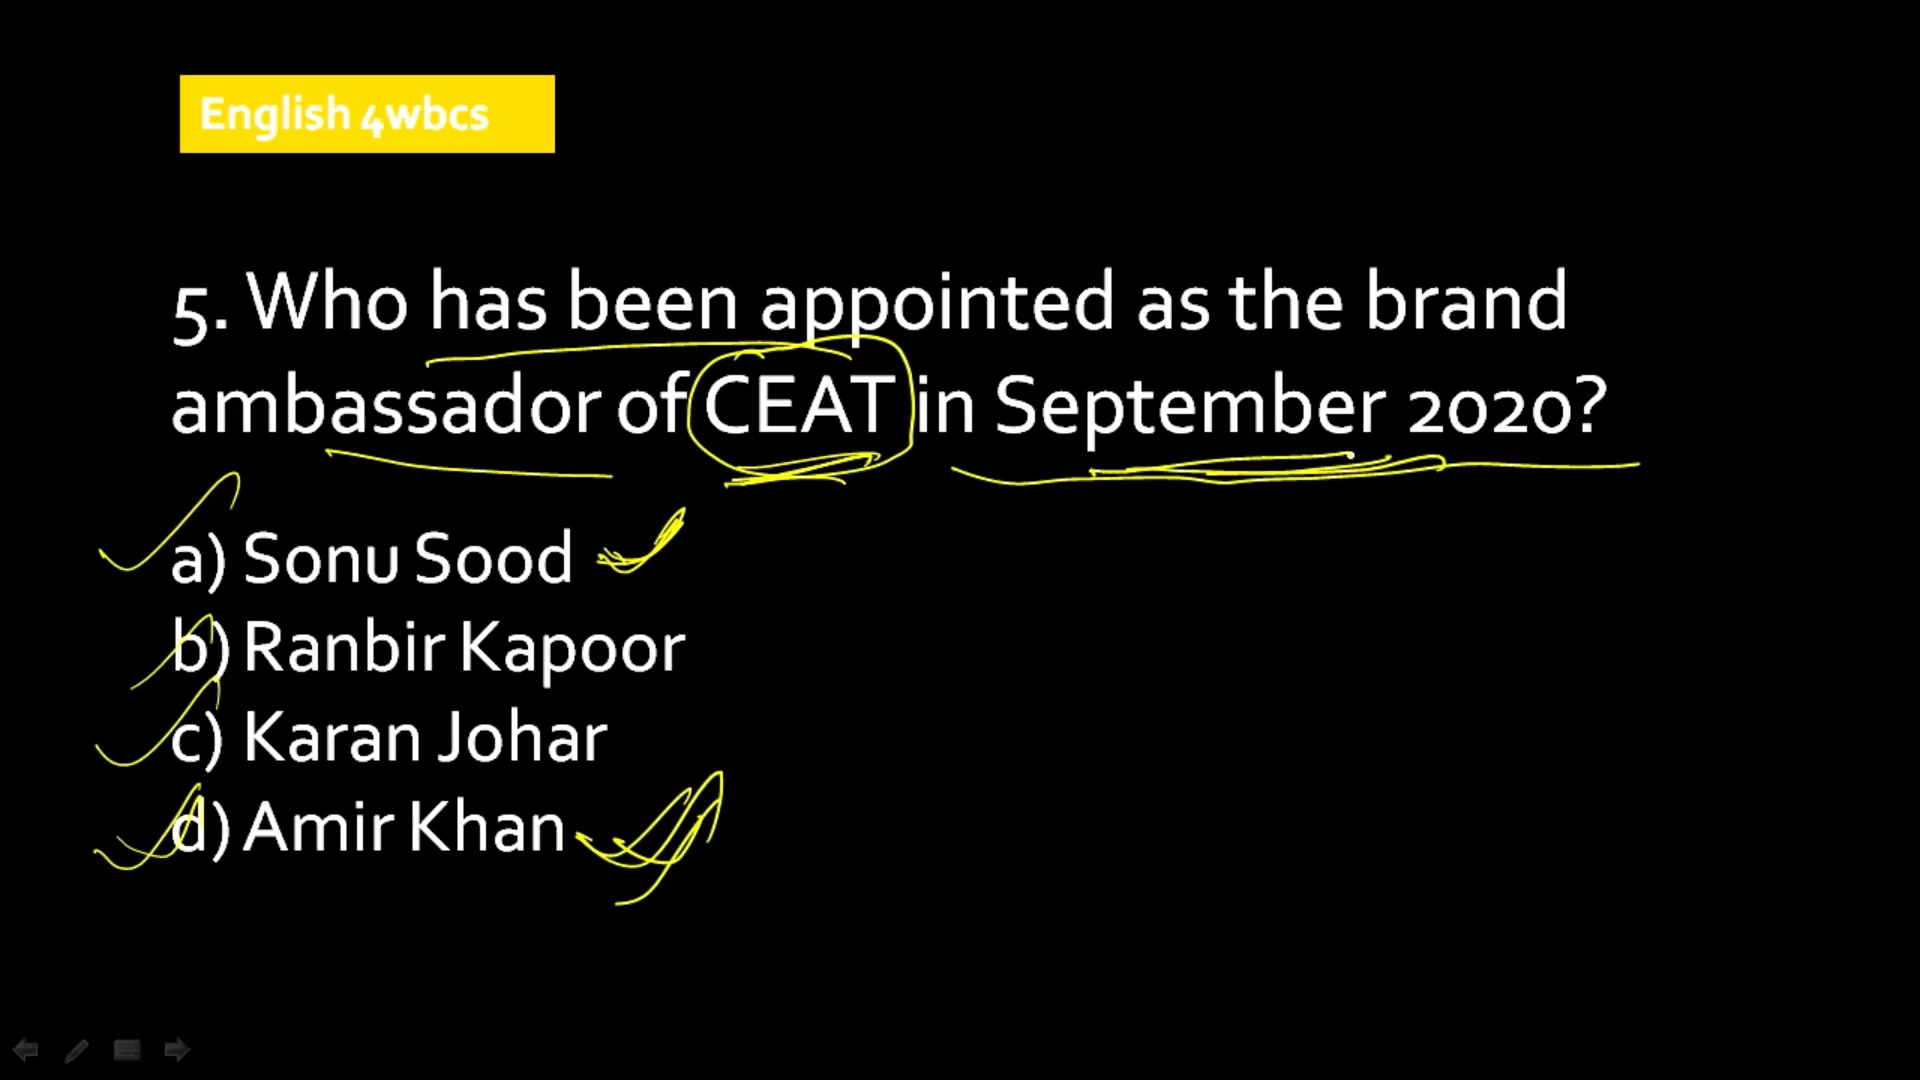 English 4wbcs
5. Who has been appointed as the brand
ambassador of CEAT in September 2020?
a) Sonu Sood
b) Ranbir Kapoor
c) Karan Johar
d) Amir Khan